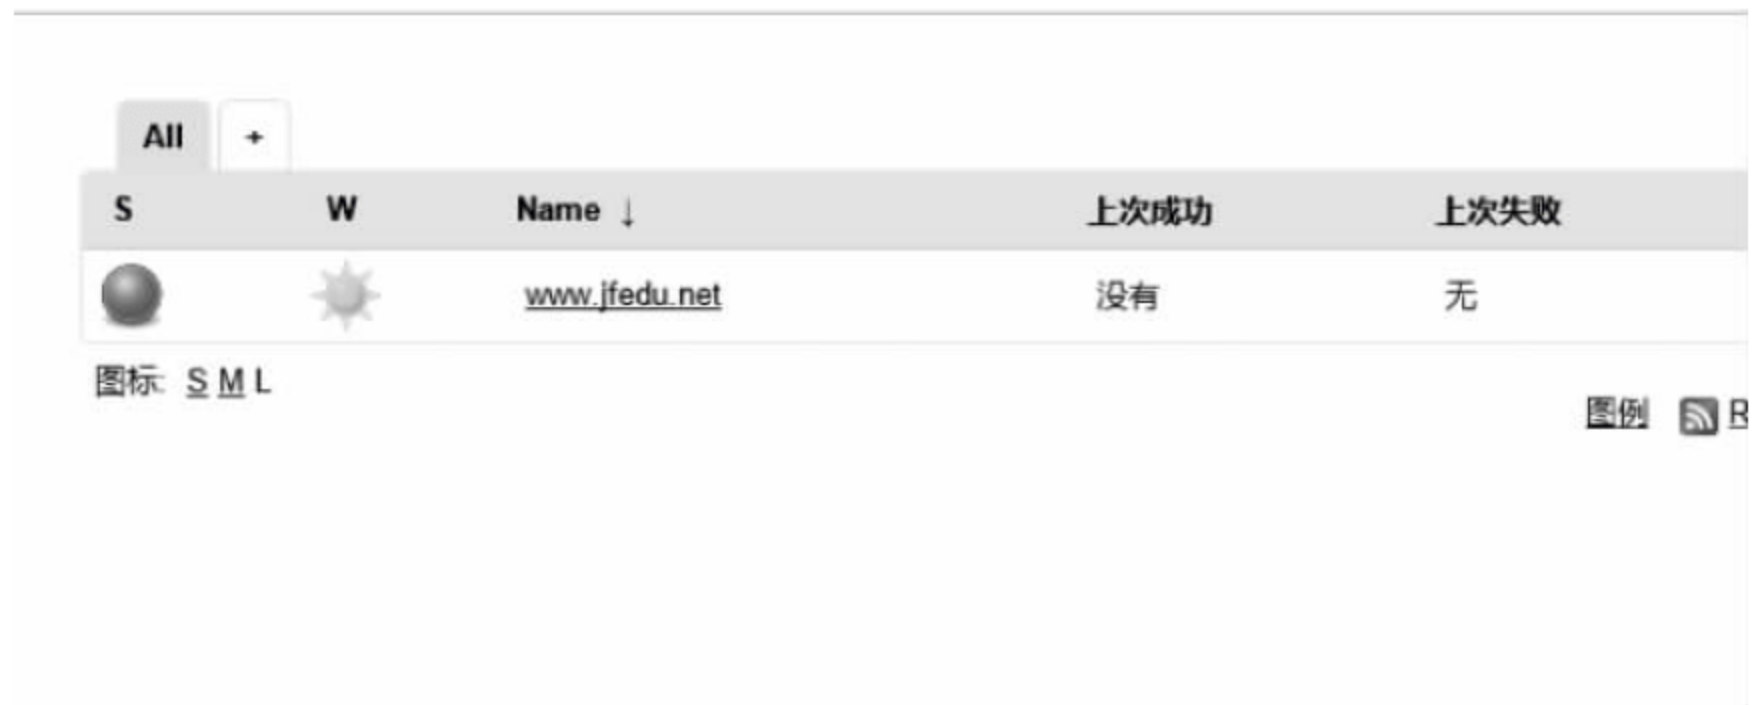 All +
S W Name ↓ 上次成功 上次失败
www.jfedu.net 没有 无
图标: S M L
图例 R